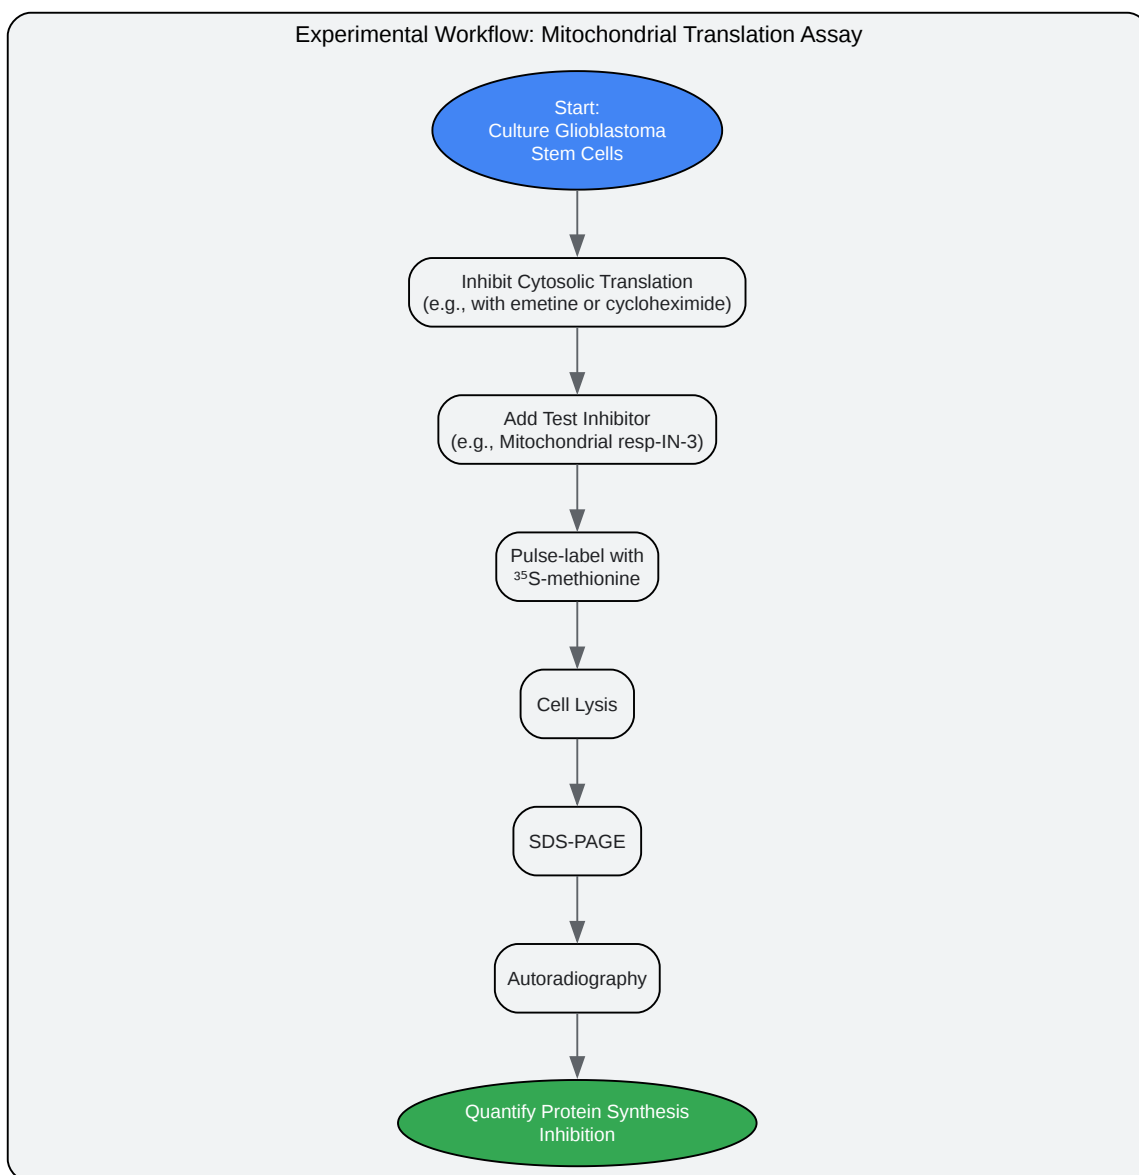 Experimental Workflow: Mitochondrial Translation Assay
Start:
Culture Glioblastoma
Stem Cells
Inhibit Cytosolic Translation
(e.g., with emetine or cycloheximide)
Add Test Inhibitor
(e.g., Mitochondrial resp-IN-3)
Pulse-label with
³⁵S-methionine
Cell Lysis
SDS-PAGE
Autoradiography
Quantify Protein Synthesis
Inhibition